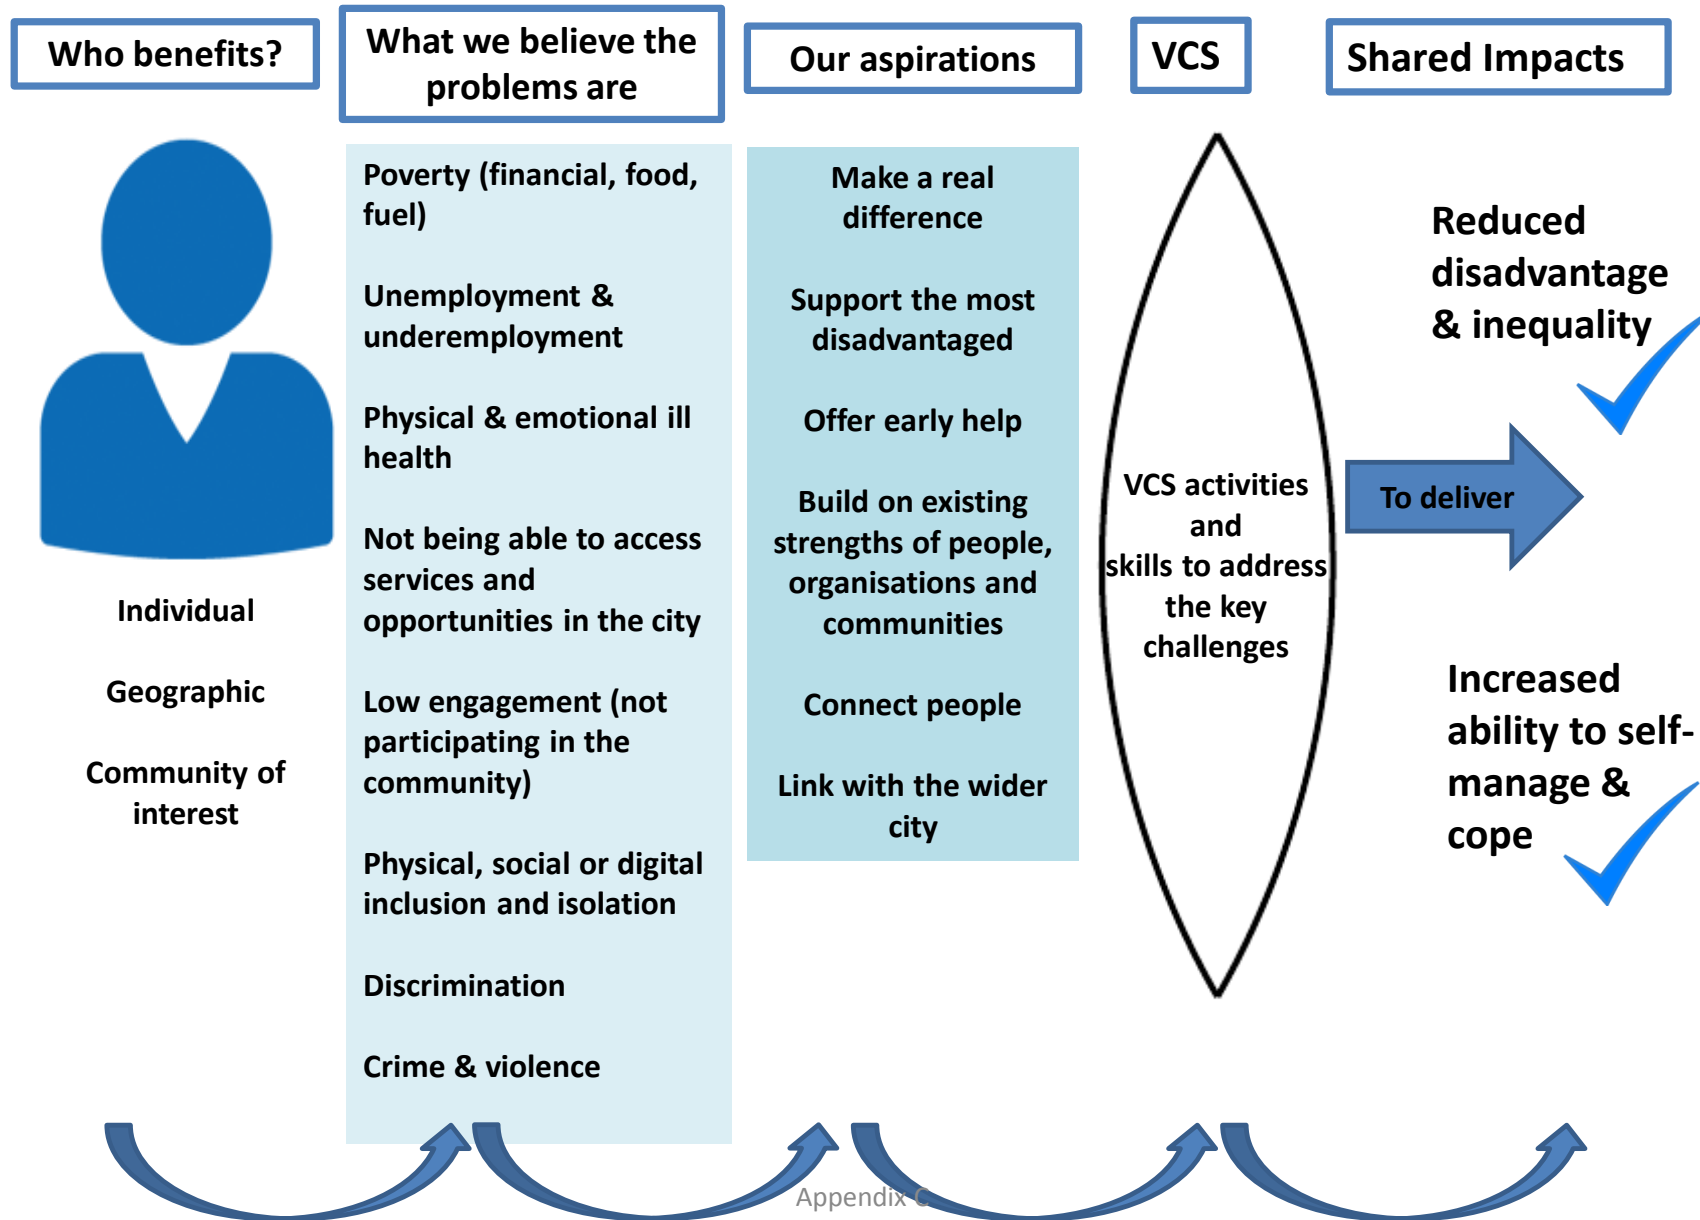 Who benefits?
What we believe the
problems are
Our aspirations
VCS
Shared Impacts
Individual
Geographic
Community of
interest
Poverty (financial, food,
fuel)
Unemployment &
underemployment
Physical & emotional ill
health
Not being able to access
services and
opportunities in the city
Low engagement (not
participating in the
community)
Physical, social or digital
inclusion and isolation
Discrimination
Crime & violence
Make a real
difference
Support the most
disadvantaged
Offer early help
Build on existing
strengths of people,
organisations and
communities
Connect people
Link with the wider
city
VCS activities
and
skills to address
the key
challenges
To deliver
Reduced
disadvantage
& inequality
Increased
ability to self-
manage &
cope
Appendix C